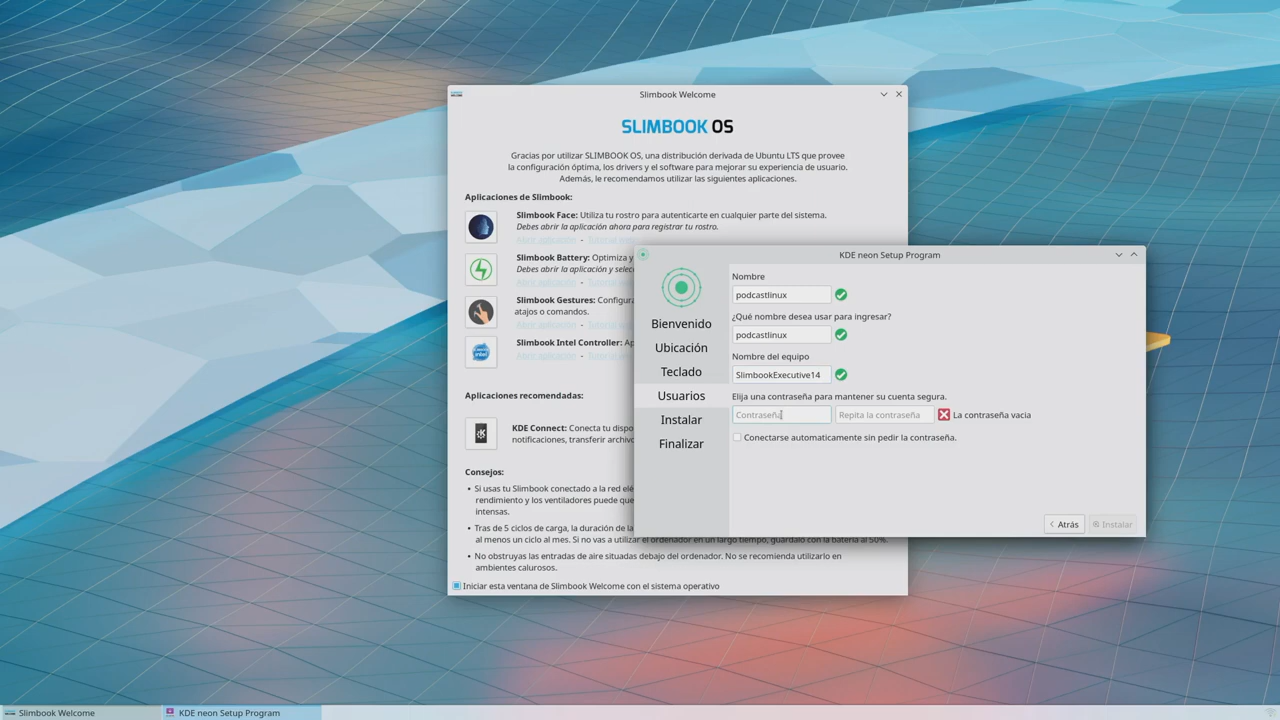 Slimbook Welcome
SLIMBOOK OS
Gracias por utilizar SLIMBOOK OS, una distribución derivada de Ubuntu LTS que provee
la configuración óptima, los drivers y el software para mejorar su experiencia de usuario.
Además, le recomendamos utilizar las siguientes aplicaciones.
Aplicaciones de Slimbook:
Slimbook Face: Utiliza tu rostro para autenticarte en cualquier parte del sistema.
Debes abrir la aplicación ahora para registrar tu rostro.
Abrir aplicación -
Slimbook Battery: Optimiza y
Debes abrir la aplicación y selec
Abrir aplicación -
Slimbook Gestures: Configura
atajos o comandos.
Abrir aplicación -
Slimbook Intel Controller: Ap
Abrir aplicación -
Aplicaciones recomendadas:
KDE Connect: Conecta tu dispo
notificaciones, transferir archivo
Consejos:
• Si usas tu Slimbook conectado a la red elé
rendimiento y los ventiladores puede que
intensas.
• Tras de 5 ciclos de carga, la duración de la
al menos un ciclo al mes. Si no vas a utilizar el ordenador en un largo tiempo, guárdalo con la batería al 50%.
• No obstruyas las entradas de aire situadas debajo del ordenador. No se recomienda utilizarlo en
ambientes calurosos.
Iniciar esta ventana de Slimbook Welcome con el sistema operativo
KDE neon Setup Program
Bienvenido
Ubicación
Teclado
Usuarios
Instalar
Finalizar
Nombre
podcastlinux
¿Qué nombre desea usar para ingresar?
podcastlinux
Nombre del equipo
SlimbookExecutive14
Elija una contraseña para mantener su cuenta segura.
Contraseña Repita la contraseña La contraseña vacia
Conectarse automaticamente sin pedir la contraseña.
Atrás Instalar
Slimbook Welcome KDE neon Setup Program